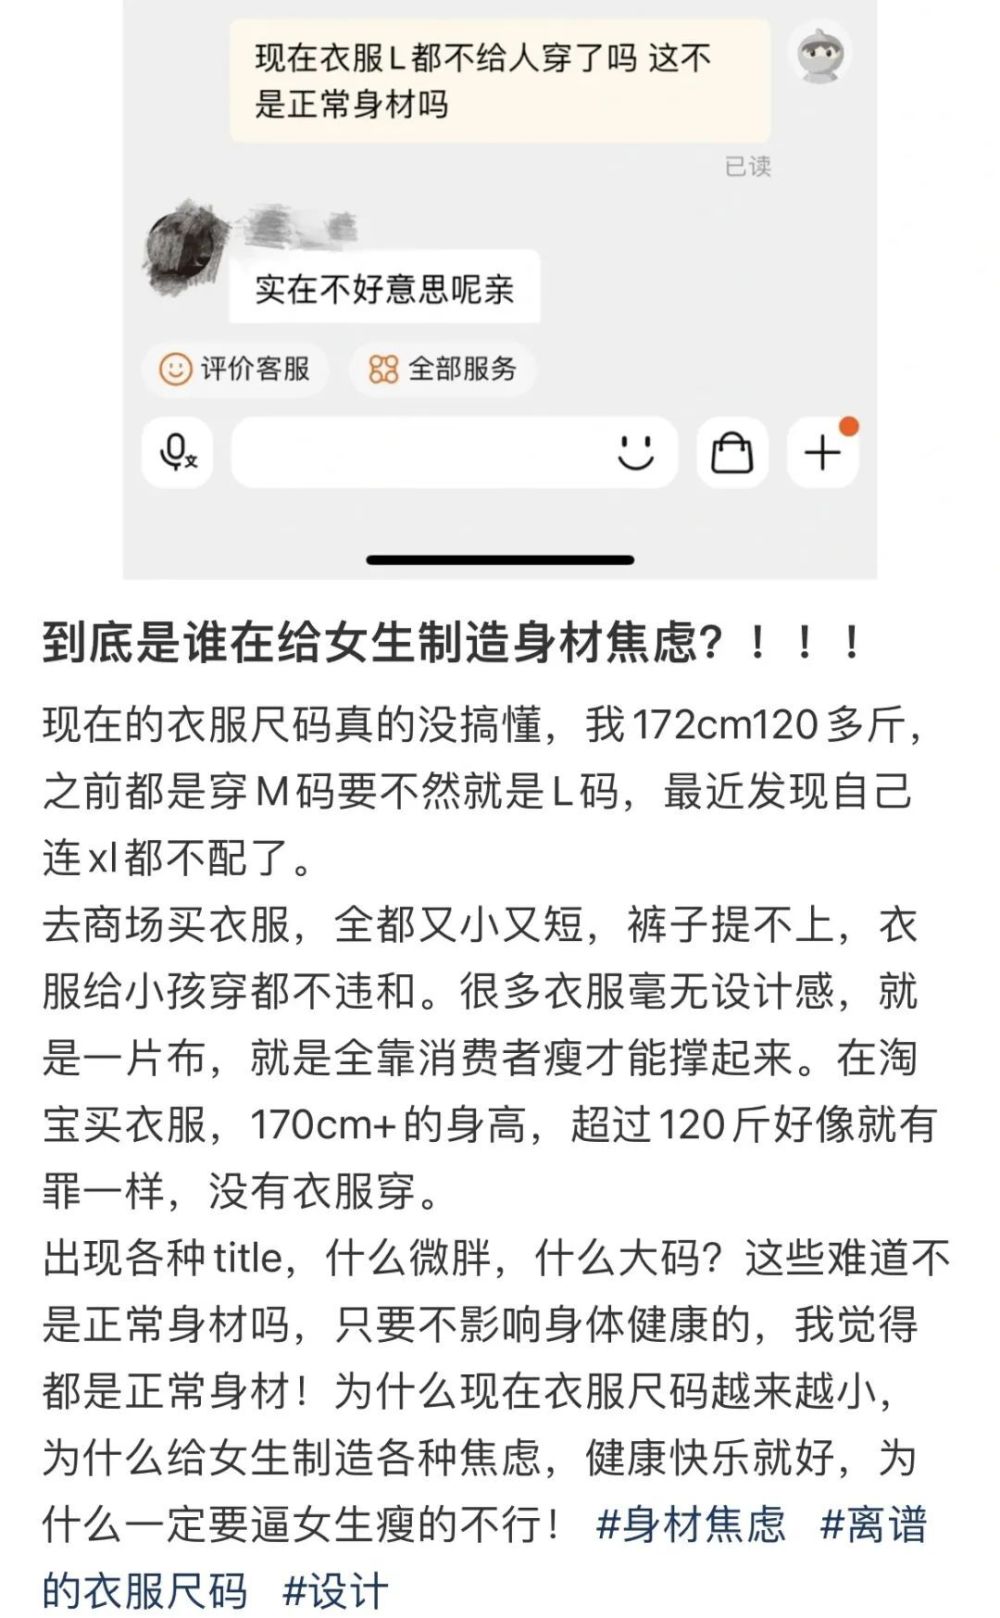 现在衣服L都不给人穿了吗 这不
是正常身材吗
已读
实在不好意思呢亲
评价客服
全部服务
文
到底是谁在给女生制造身材焦虑？！！！
现在的衣服尺码真的没搞懂，我172cm120多斤，
之前都是穿M码要不然就是L码，最近发现自己
连xl都不配了。
去商场买衣服，全都又小又短，裤子提不上，衣
服给小孩穿都不违和。很多衣服毫无设计感，就
是一片布，就是全靠消费者瘦才能撑起来。在淘
宝买衣服，170cm+的身高，超过120斤好像就有
罪一样，没有衣服穿。
出现各种title，什么微胖，什么大码？这些难道不
是正常身材吗，只要不影响身体健康的，我觉得
都是正常身材！为什么现在衣服尺码越来越小，
为什么给女生制造各种焦虑，健康快乐就好，为
什么一定要逼女生瘦的不行！ #身材焦虑 #离谱
的衣服尺码 #设计